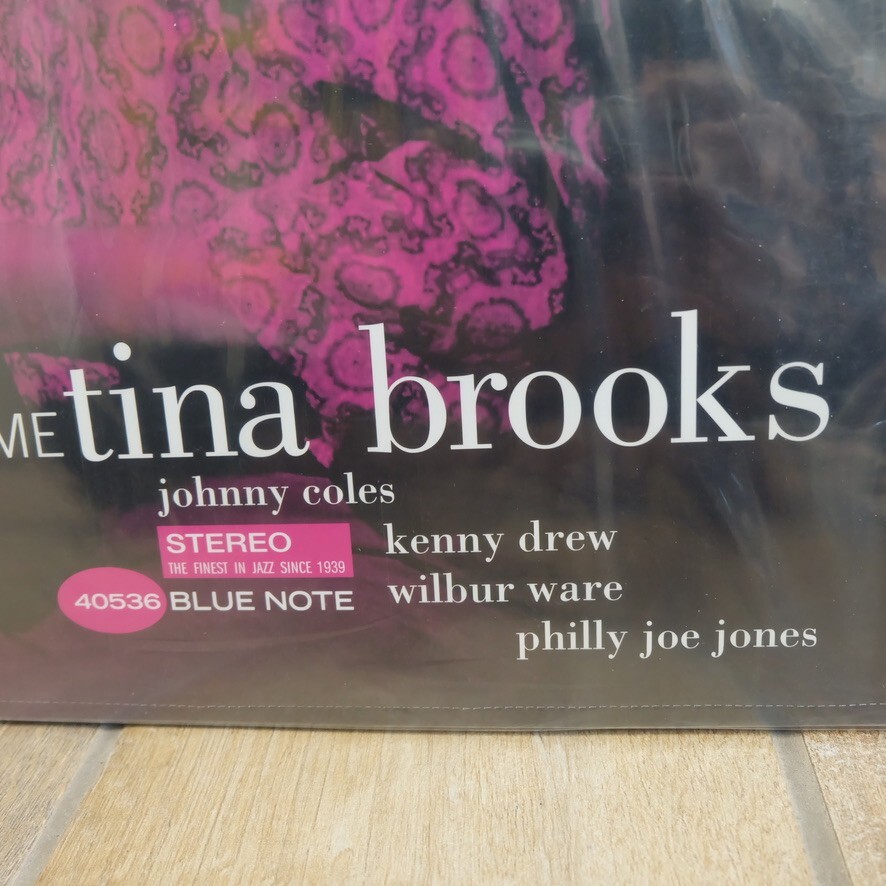 ME tina brooks
johnny coles
STEREO
THE FINEST IN JAZZ SINCE 1939
40536 BLUE NOTE
kenny drew
wilbur ware
philly joe jones